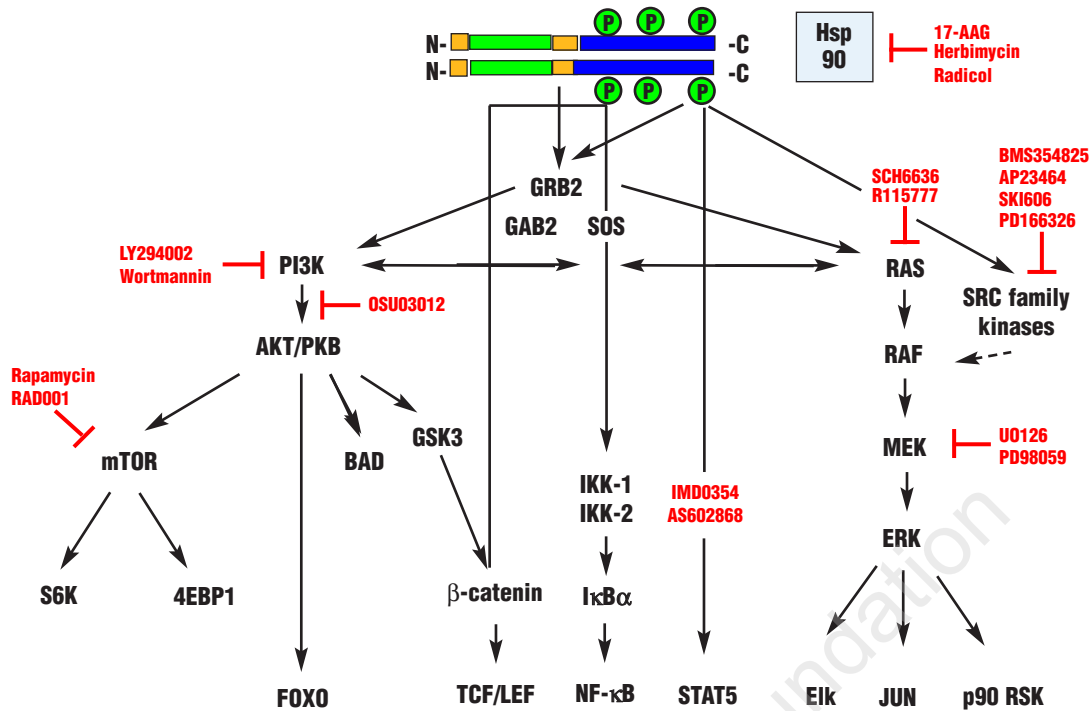 P P P
N- -C
N- -C
P P P
Hsp
90
17-AAG
Herbimycin
Radicol
GRB2
GAB2 SOS
SCH6636
R115777
BMS354825
AP23464
SKI606
PD166326
LY294002
Wortmannin
PI3K
RAS
SRC family
kinases
OSU03012
AKT/PKB
RAF
Rapamycin
RAD001
mTOR
BAD
GSK3
MEK
UO126
PD98059
IKK-1
IKK-2
IMD0354
AS602868
ERK
S6K
4EBP1
β-catenin
IκBα
FOXO
TCF/LEF
NF-κB
STAT5
Elk
JUN
p90 RSK